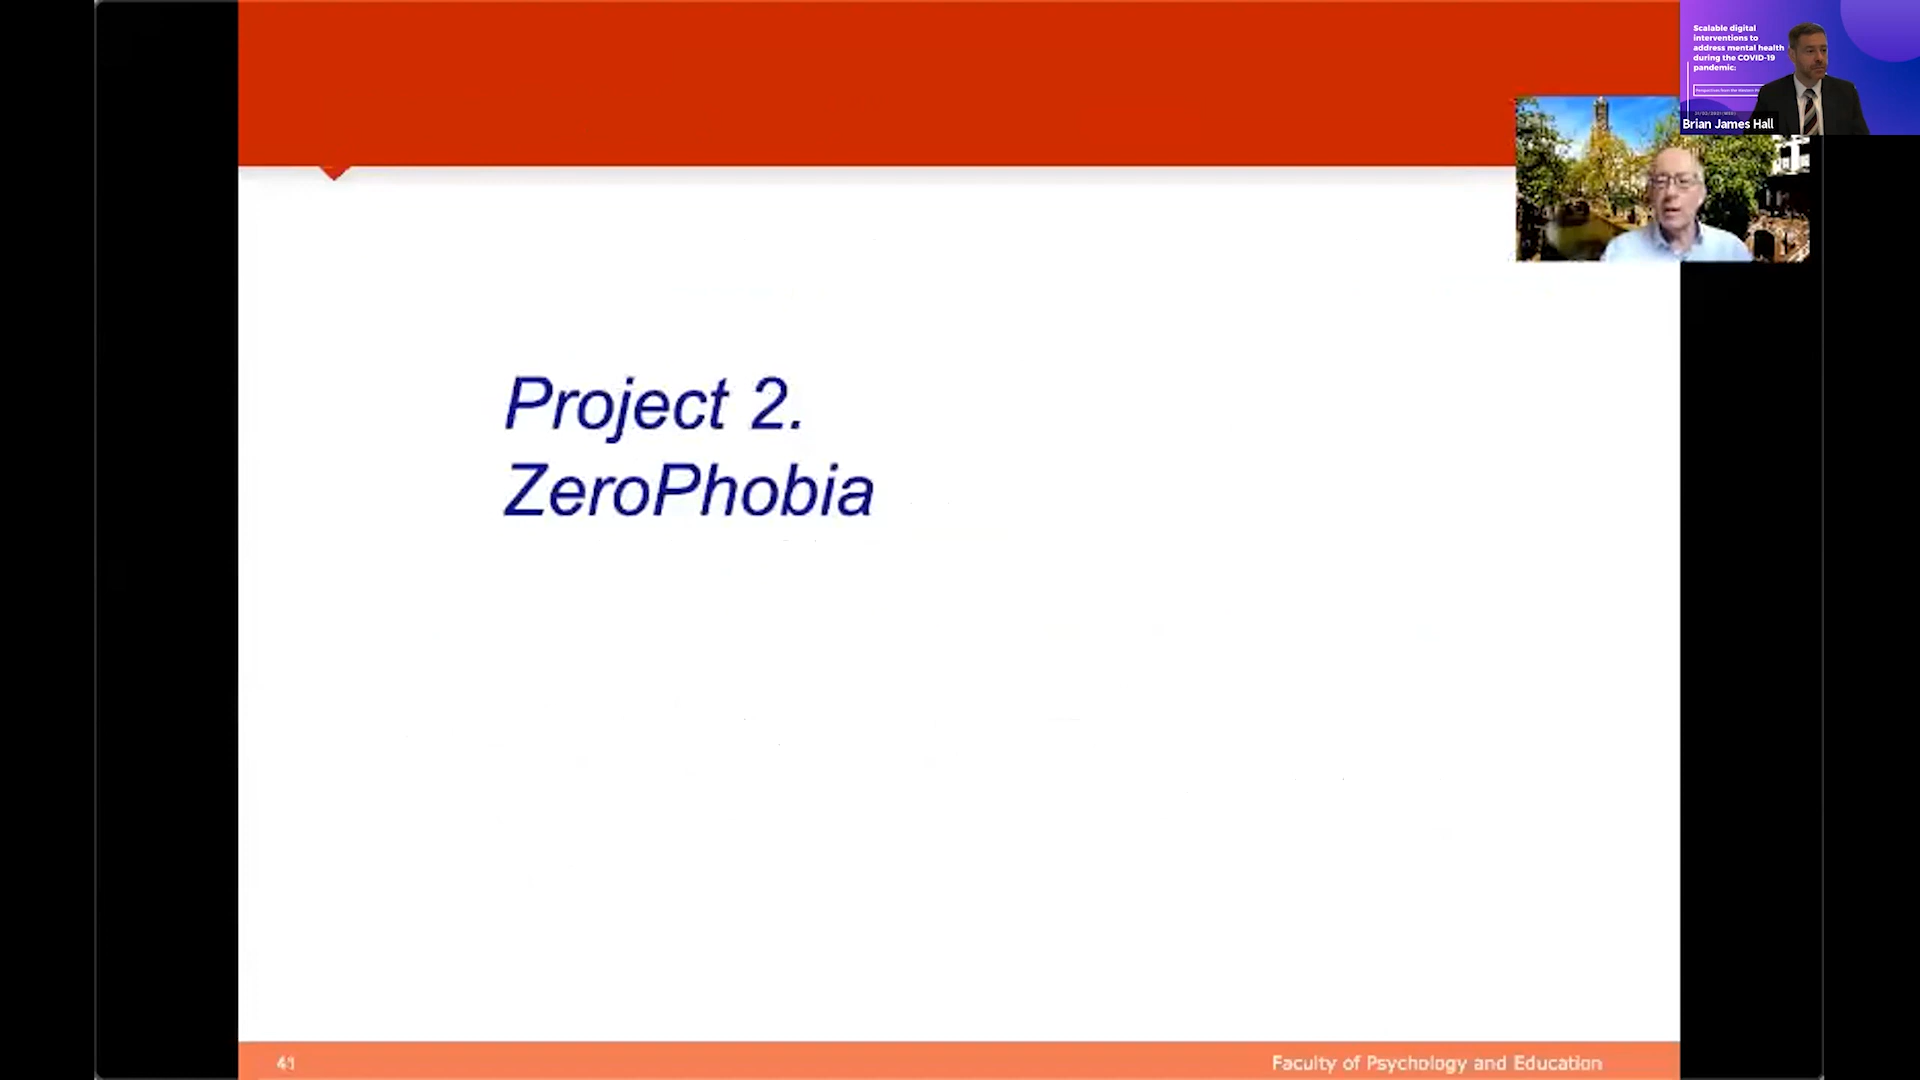 Scalable digital
interventions to
address mental health
during the COVID-19
pandemic:
Brian James Hall
Project 2.
ZeroPhobia
Faculty of Psychology and Education